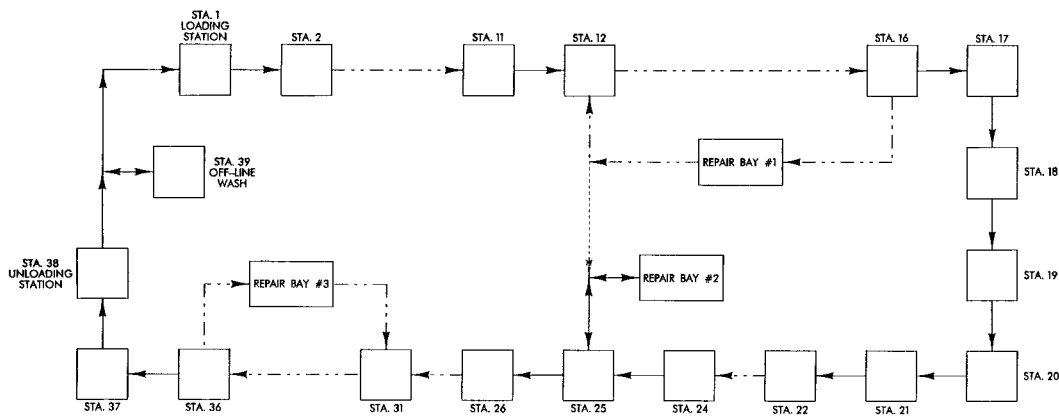 STA. 1
LOADING
STATION
STA. 2
STA. 11
STA. 12
STA. 16
STA. 17
REPAIR BAY #1
STA. 18
STA. 39
OFF-LINE
WASH
STA. 38
UNLOADING
STATION
REPAIR BAY #3
REPAIR BAY #2
STA. 19
STA. 20
STA. 37
STA. 36
STA. 31
STA. 26
STA. 25
STA. 24
STA. 22
STA. 21